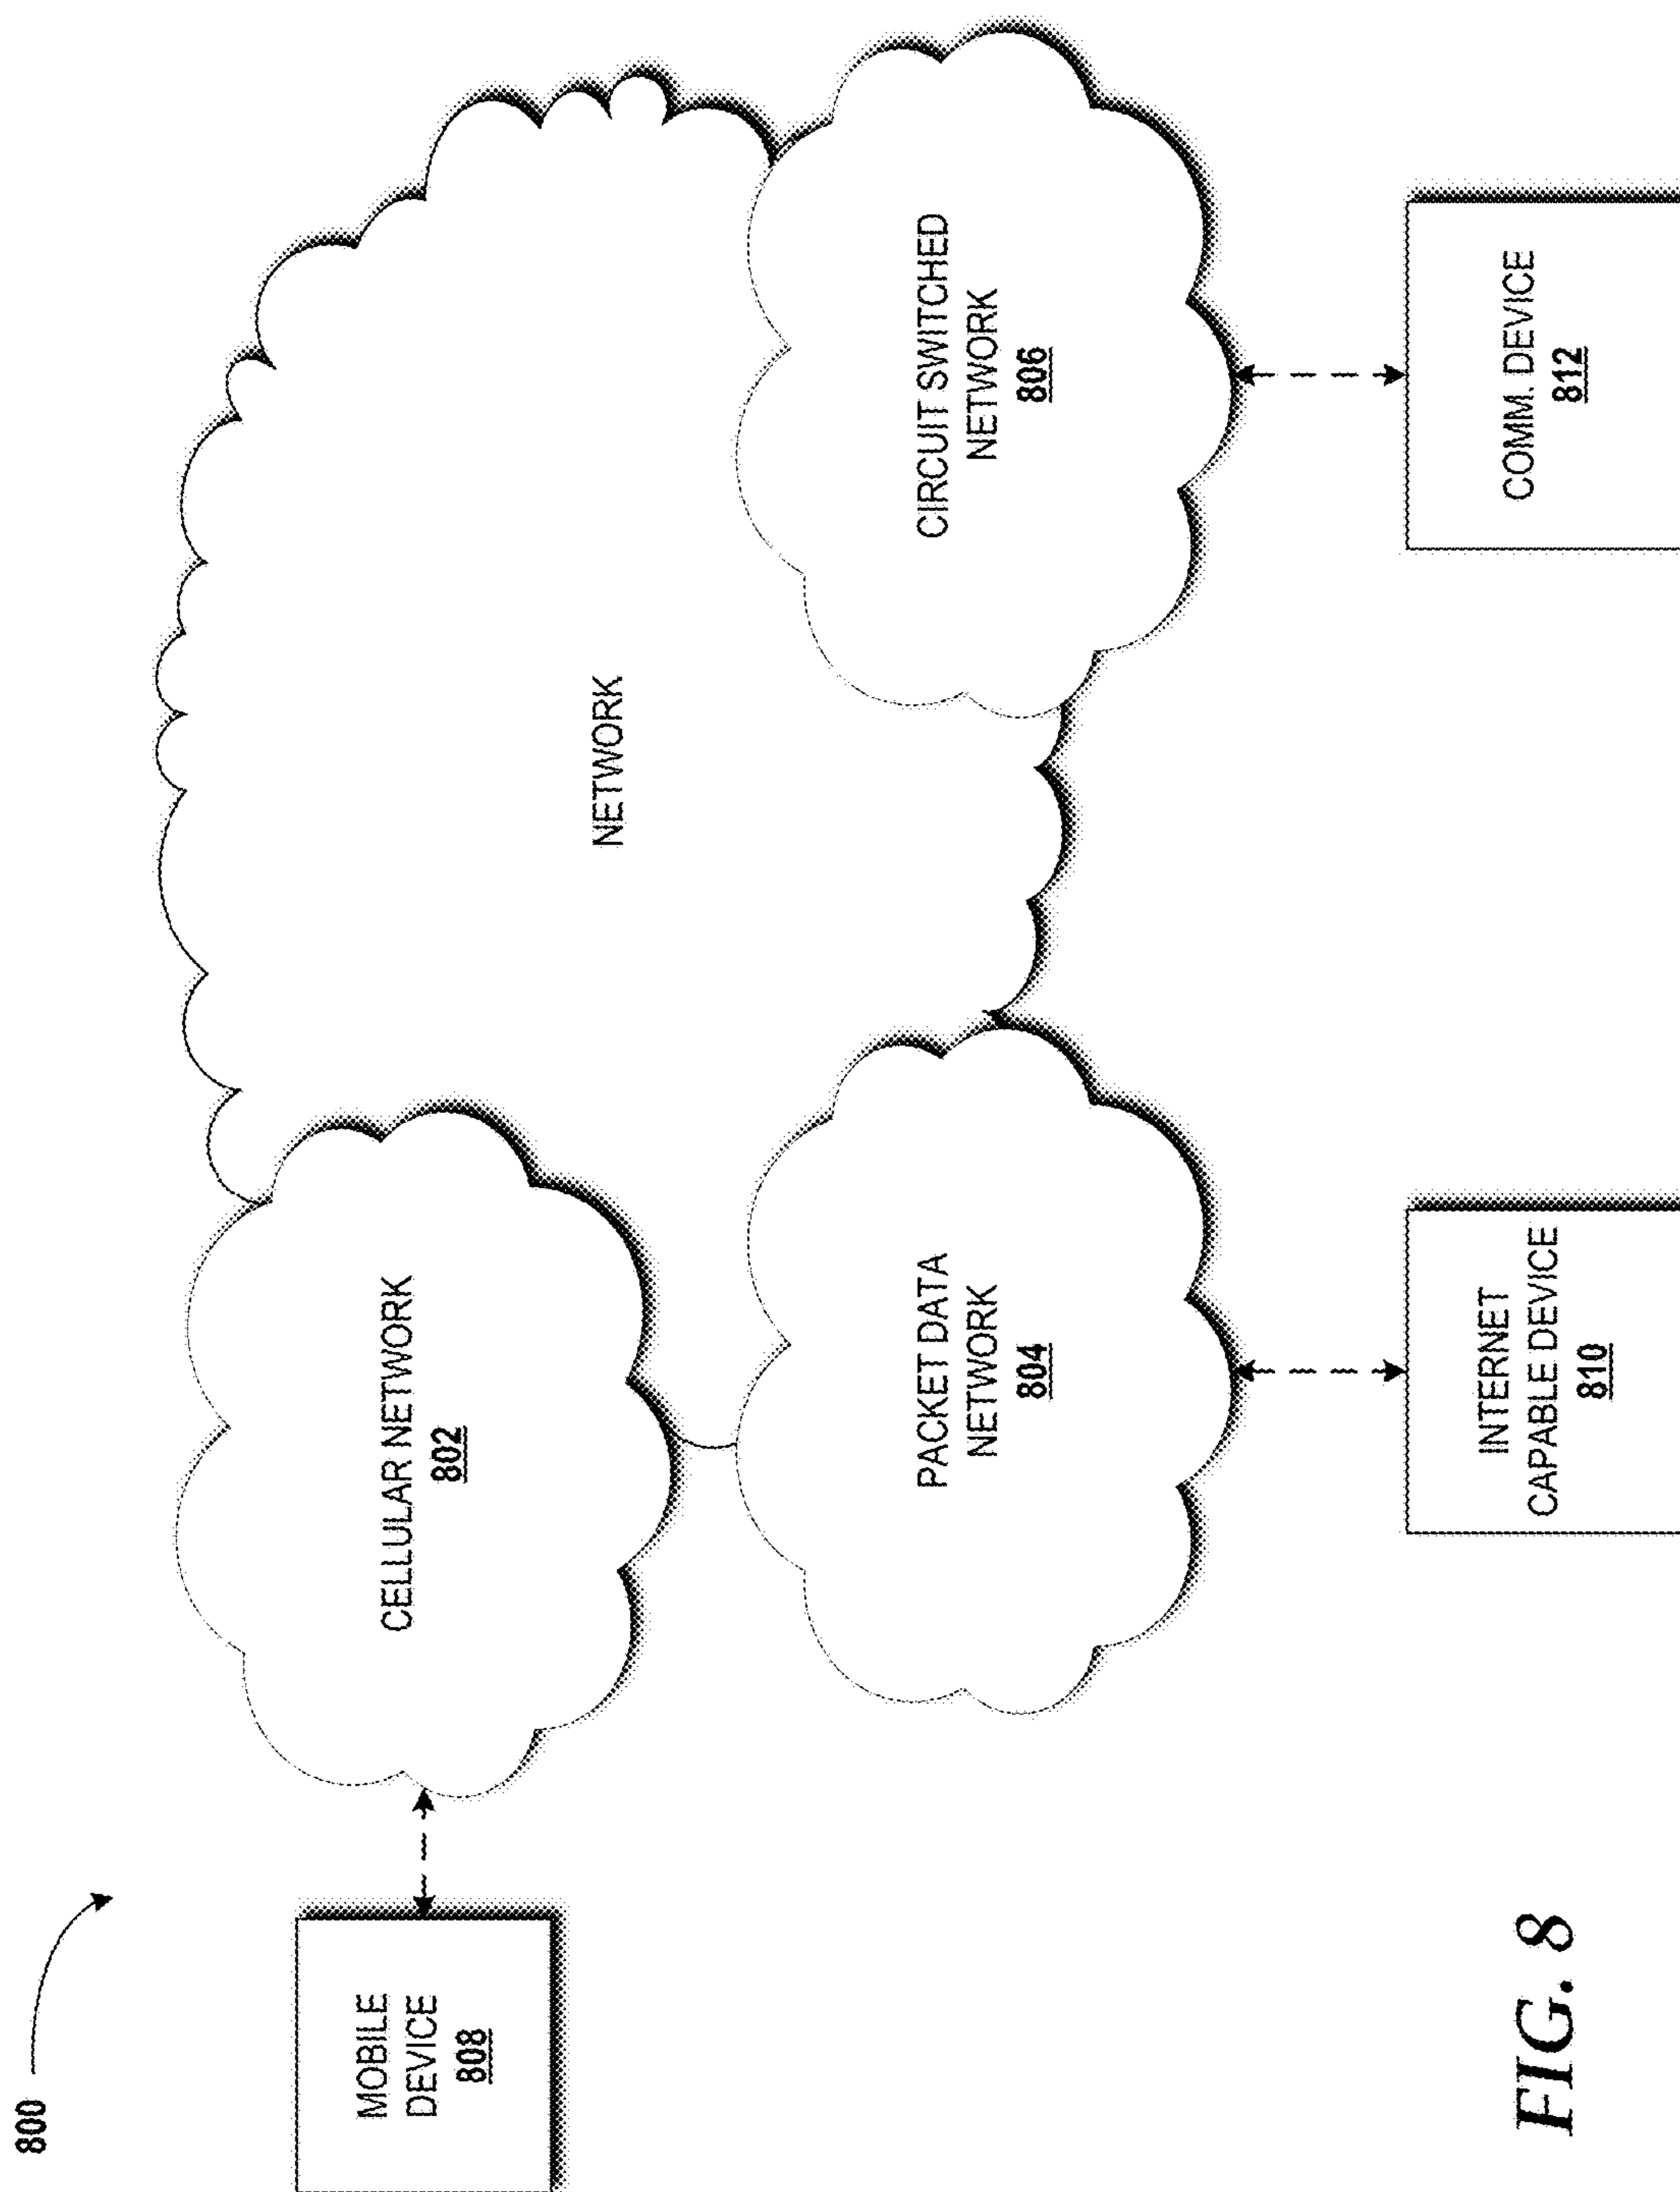 800
MOBILE
DEVICE
808
CELLULAR NETWORK
802
NETWORK
PACKET DATA
NETWORK
804
CIRCUIT SWITCHED
NETWORK
806
INTERNET
CAPABLE DEVICE
810
COMM. DEVICE
812
FIG. 8